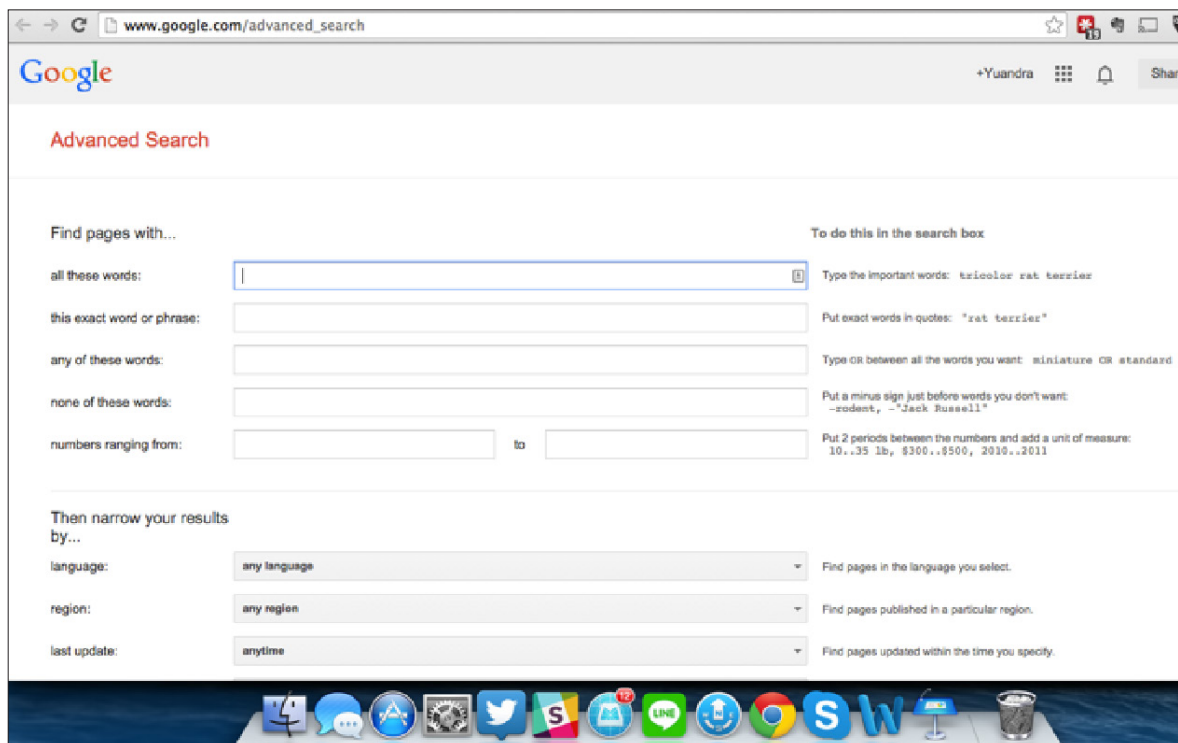 www.google.com/advanced_search
19
Google
+Yuandra
Shar
Advanced Search
Find pages with...
To do this in the search box
all these words:
Type the important words: tricolor rat terrier
this exact word or phrase:
Put exact words in quotes: "rat terrier"
any of these words:
Type OR between all the words you want: miniature OR standard
none of these words:
Put a minus sign just before words you don't want:
-rodent, -"Jack Russell"
numbers ranging from:
to
Put 2 periods between the numbers and add a unit of measure:
10..35 lb, $300..$500, 2010..2011
Then narrow your results
by...
language:
any language
Find pages in the language you select.
region:
any region
Find pages published in a particular region.
last update:
anytime
Find pages updated within the time you specify.
S
12
LINE
S
W